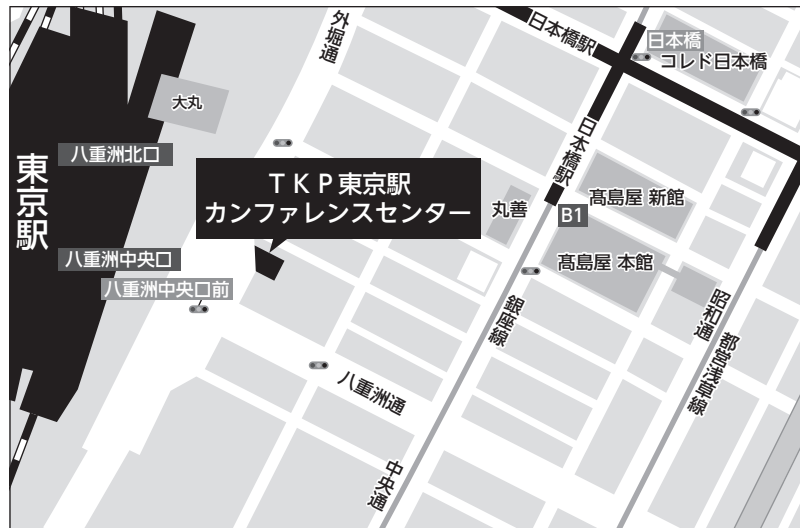 外堀通
日本橋駅
日本橋
コレド日本橋
大丸
日本橋駅
八重洲北口
東京駅
TKP東京駅
カンファレンスセンター
丸善
B1
髙島屋 新館
八重洲中央口
髙島屋 本館
八重洲中央口前
銀座線
昭和通
都営浅草線
八重洲通
中央通